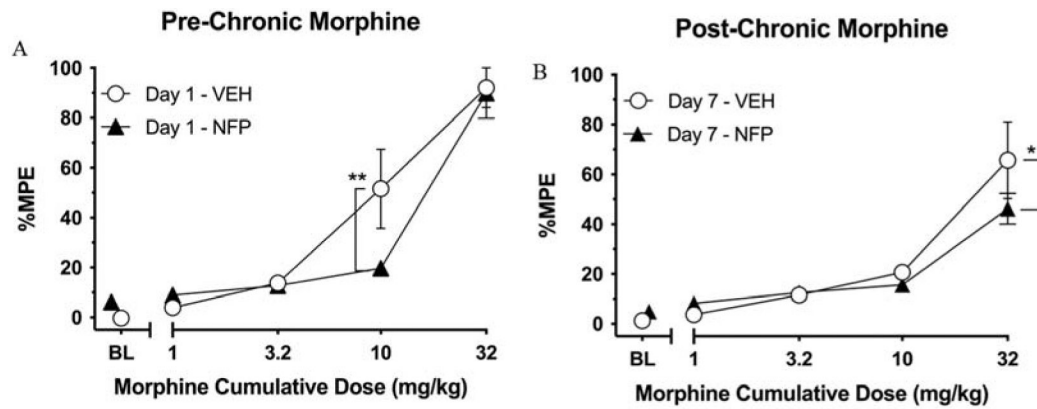 Pre-Chronic Morphine
A
100
80
60
40
20
0
%MPE
Day 1 - VEH
Day 1 - NFP
**
BL
1
3.2
10
32
Morphine Cumulative Dose (mg/kg)
Post-Chronic Morphine
B
100
80
60
40
20
0
%MPE
Day 7 - VEH
Day 7 - NFP
*
BL
1
3.2
10
32
Morphine Cumulative Dose (mg/kg)